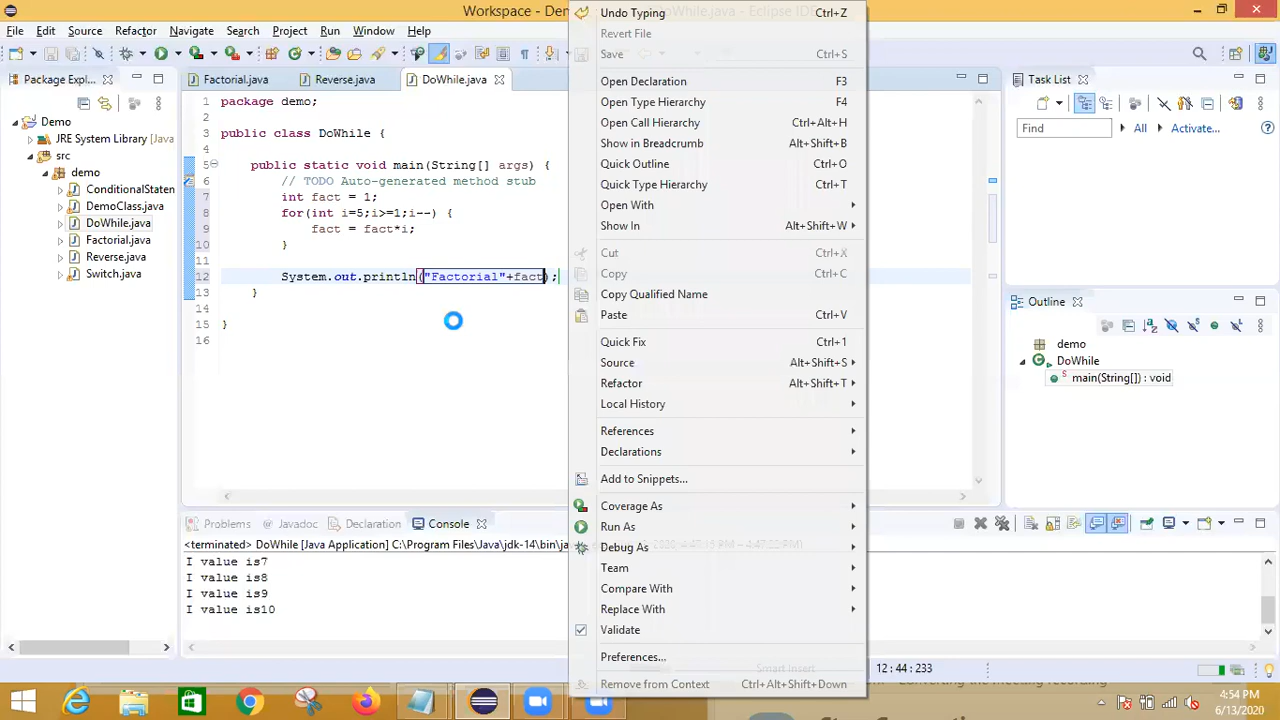 Workspace - De
Java - Eclipse IDE
File Edit Source Refactor Navigate Search Project Run Window Help
Package Expl...
Demo
JRE System Library [Java
src
demo
ConditionalStaten
DemoClass.java
DoWhile.java
Factorial.java
Reverse.java
Switch.java
Factorial.java
Reverse.java
DoWhile.java
1 package demo;
2
3 public class DoWhile {
4
5 public static void main(String[] args) {
6 // TODO Auto-generated method stub
7 int fact = 1;
8 for(int i=5;i>=1;i--) {
9 fact = fact*i;
10 }
11
12 System.out.println("Factorial"+fact);
13 }
14
15 }
16
Undo Typing Ctrl+Z
Revert File
Save Ctrl+S
Open Declaration F3
Open Type Hierarchy F4
Open Call Hierarchy Ctrl+Alt+H
Show in Breadcrumb Alt+Shift+B
Quick Outline Ctrl+O
Quick Type Hierarchy Ctrl+T
Open With
Show In Alt+Shift+W
Cut Ctrl+X
Copy Ctrl+C
Copy Qualified Name
Paste Ctrl+V
Quick Fix Ctrl+1
Source Alt+Shift+S
Refactor Alt+Shift+T
Local History
References
Declarations
Add to Snippets...
Coverage As
Run As
Debug As
Team
Compare With
Replace With
Validate
Preferences...
Remove from Context Ctrl+Alt+Shift+Down
Task List
Find All Activate...
Outline
demo
DoWhile
main(String[]) : void
Problems Javadoc Declaration Console
<terminated> DoWhile [Java Application] C:\Program Files\Java\jdk-14\bin\ja
I value is7
I value is8
I value is9
I value is10
Smart Insert
12 : 44 : 233
4:54 PM
6/13/2020